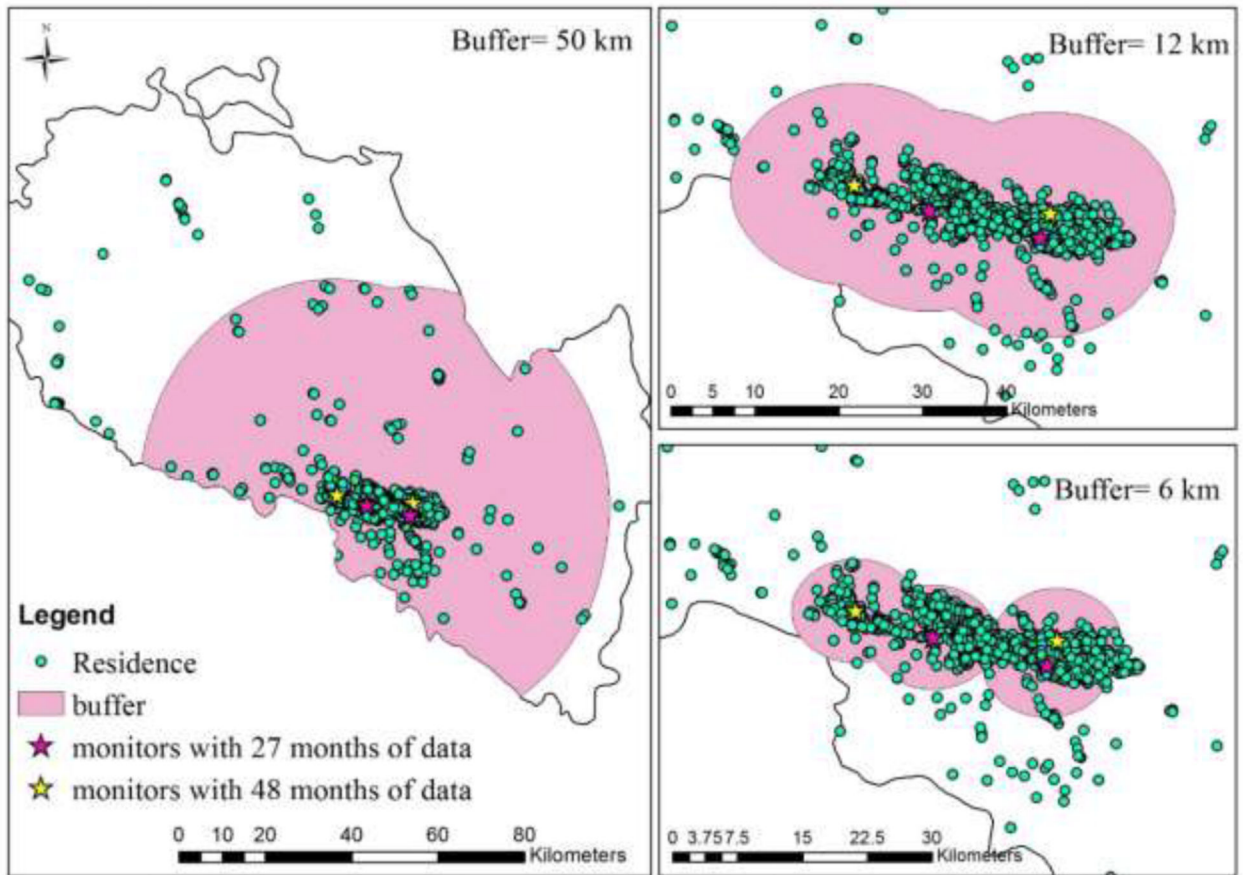 N
Buffer= 50 km
Legend
Residence
buffer
monitors with 27 months of data
monitors with 48 months of data
0 10 20 40 60 80
Kilometers
Buffer= 12 km
0 5 10 20 30 40
Kilometers
Buffer= 6 km
0 3.75 7.5 15 22.5 30
Kilometers